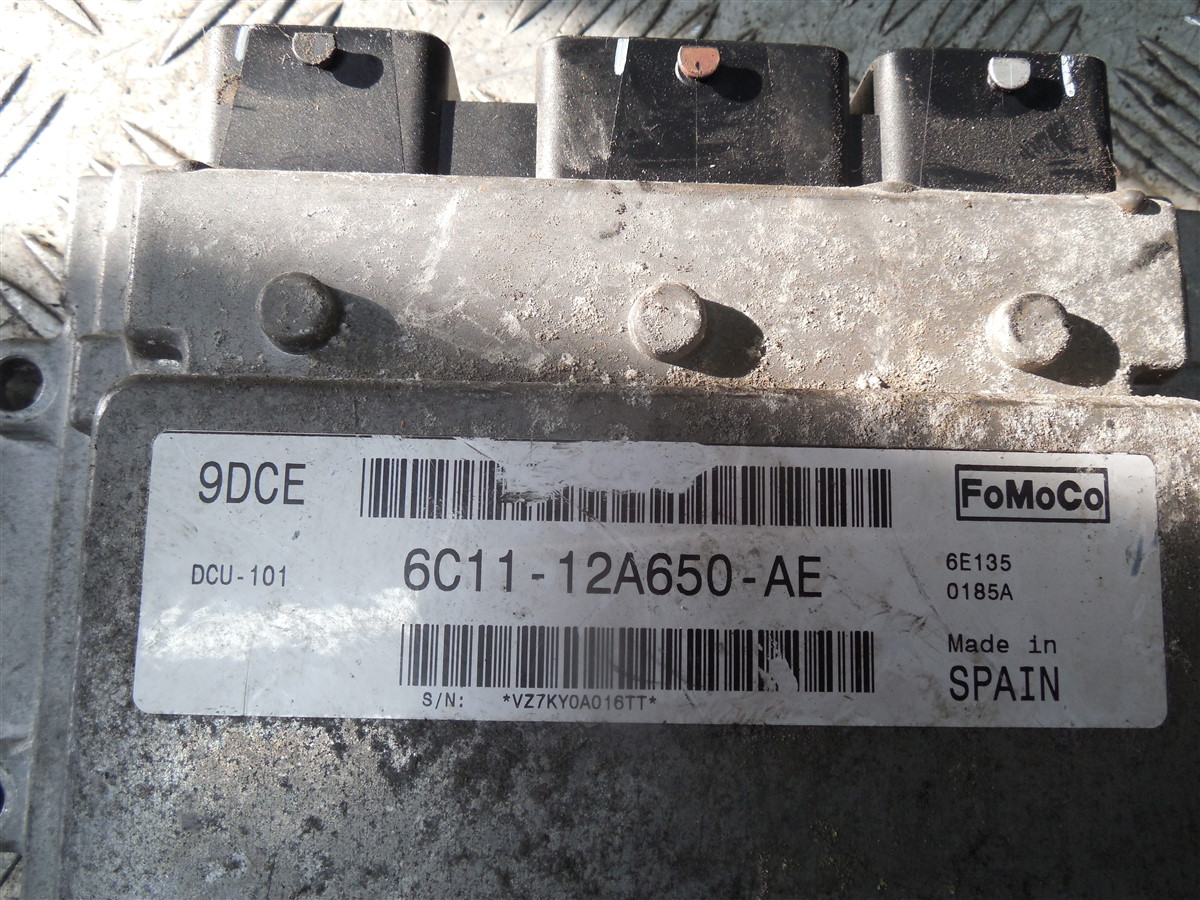 9DCE
FoMoCo
DCU-101
6C11-12A650-AE
6E135
0185A
Made in
SPAIN
S/N: *VZ7KY0A016TT*